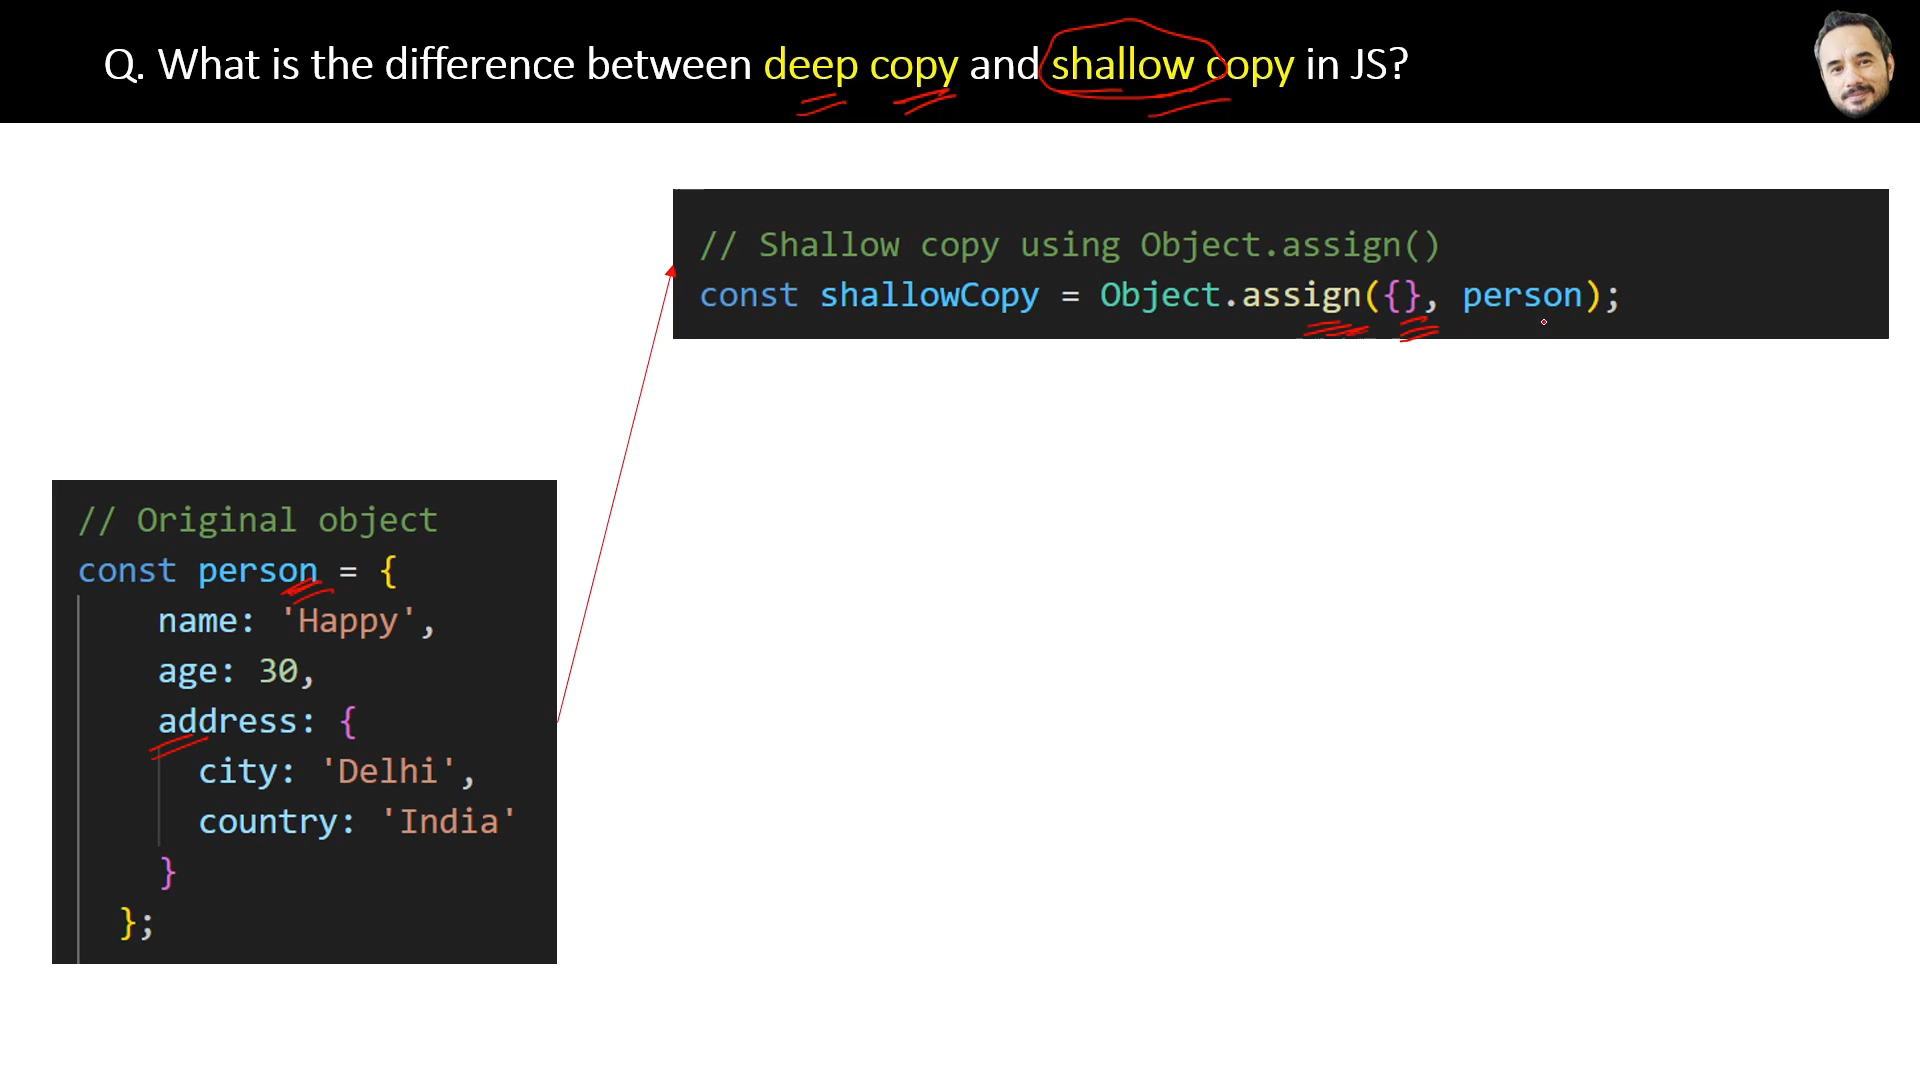 Q. What is the difference between deep copy and shallow copy in JS?
// Shallow copy using Object.assign()
const shallowCopy = Object.assign({}, person);
// Original object
const person = {
name: 'Happy',
age: 30,
address: {
city: 'Delhi',
country: 'India'
}
};